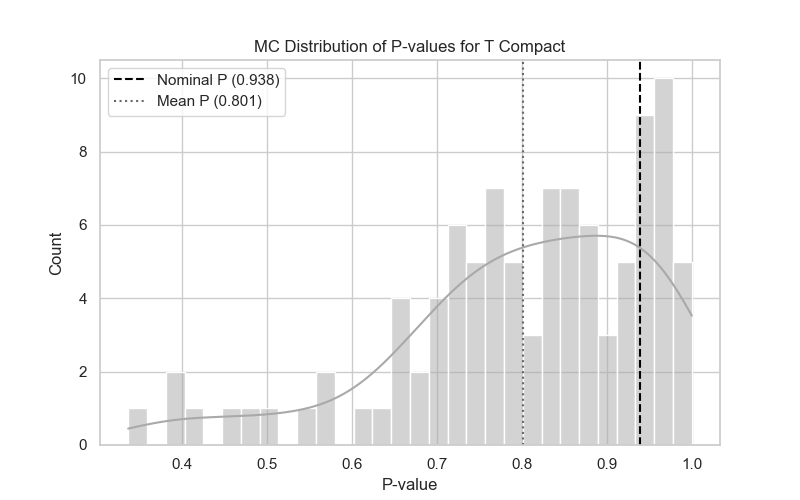 MC Distribution of P-values for T Compact
Nominal P (0.938)
Mean P (0.801)
Count
10
8
6
4
2
0
0.4 0.5 0.6 0.7 0.8 0.9 1.0
P-value